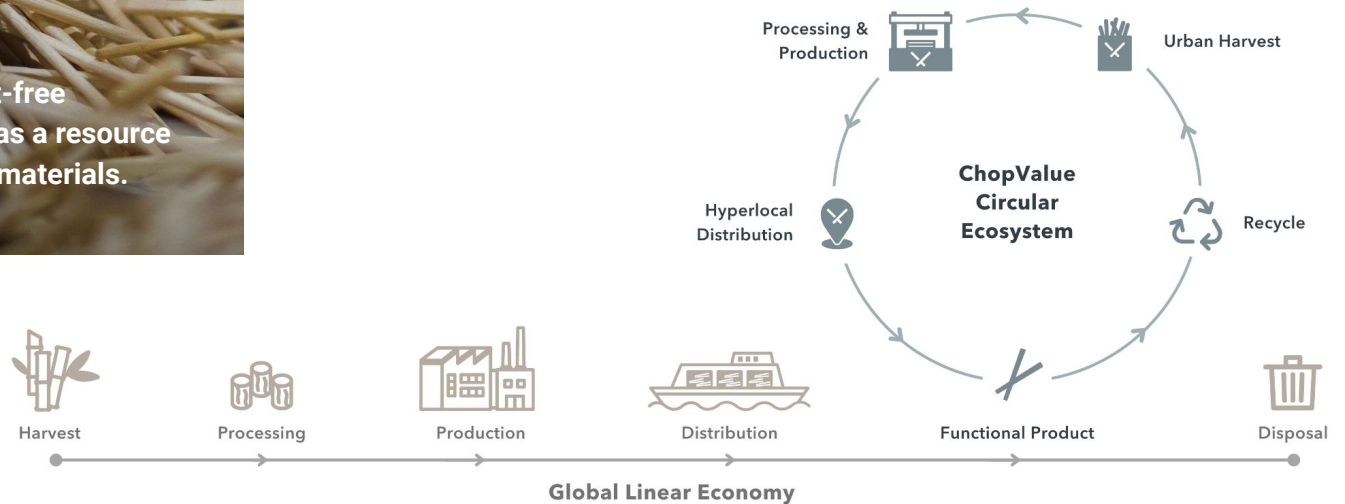 -free
as a resource
materials.
Processing &
Production
Urban Harvest
Hyperlocal
Distribution
ChopValue
Circular
Ecosystem
Recycle
Harvest
Processing
Production
Distribution
Functional Product
Disposal
Global Linear Economy